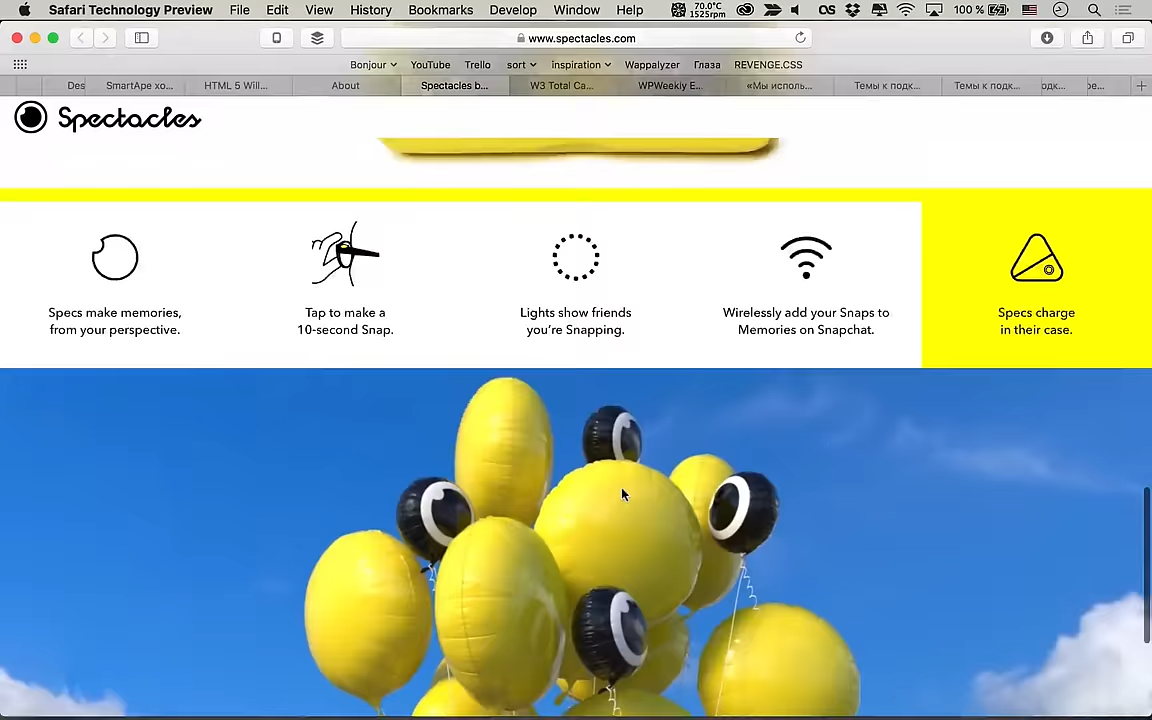 Safari Technology Preview File Edit View History Bookmarks Develop Window Help 70.0°C 1525rpm 100 %
www.spectacles.com
Bonjour YouTube Trello sort inspiration Wappalyzer Глаза REVENGE.CSS
Des SmartApe хо... HTML 5 Will... About Spectacles b... W3 Total Ca... WPWeekly E... «Мы исполь... Темы к подк... Темы к подк... одк...
Spectacles
Specs make memories,
from your perspective.
Tap to make a
10-second Snap.
Lights show friends
you're Snapping.
Wirelessly add your Snaps to
Memories on Snapchat.
Specs charge
in their case.